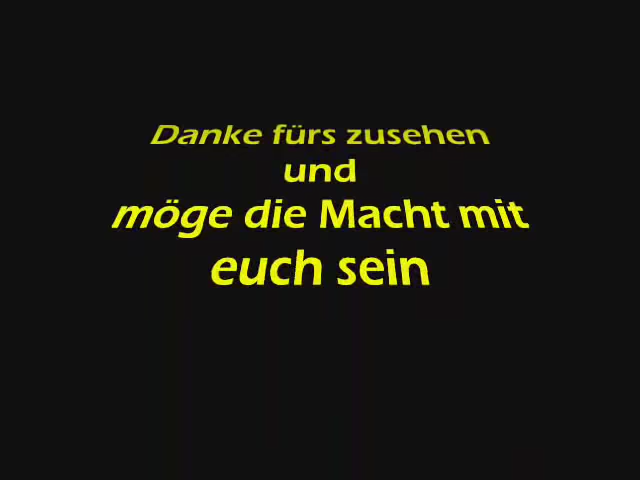 Danke fürs zusehen
und
möge die Macht mit
euch sein